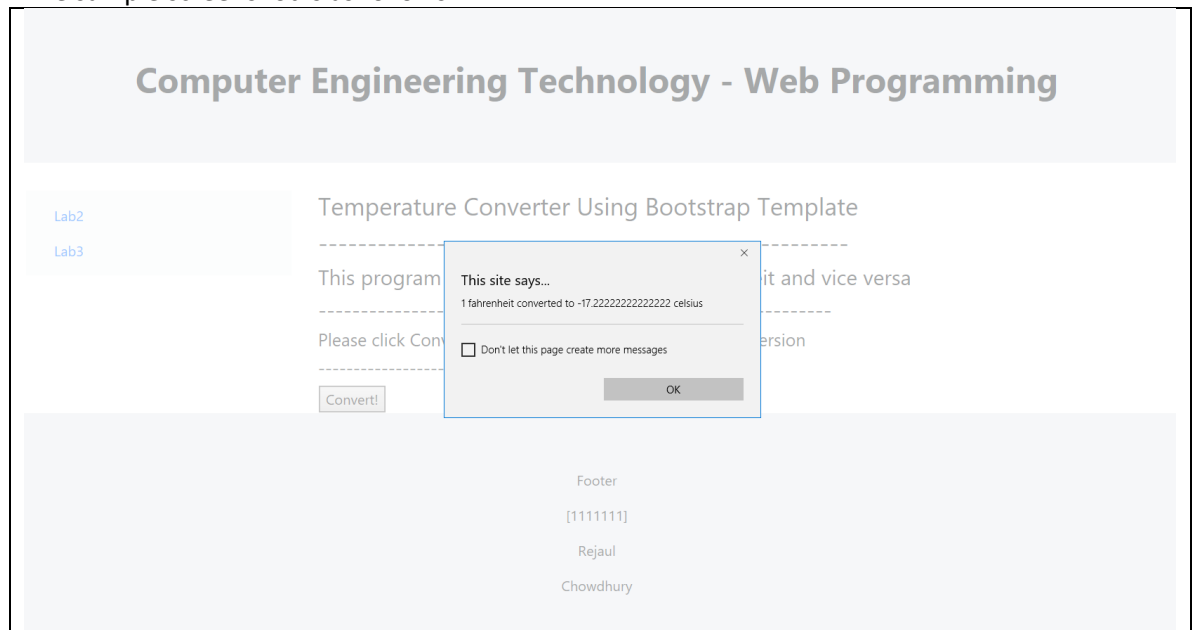 Computer Engineering Technology - Web Programming
Lab2
Lab3
Temperature Converter Using Bootstrap Template
This program it and vice versa
Please click Conv ersion
Convert!
This site says...
1 fahrenheit converted to -17.22222222222222 celsius
Don't let this page create more messages
OK
Footer
[1111111]
Rejaul
Chowdhury